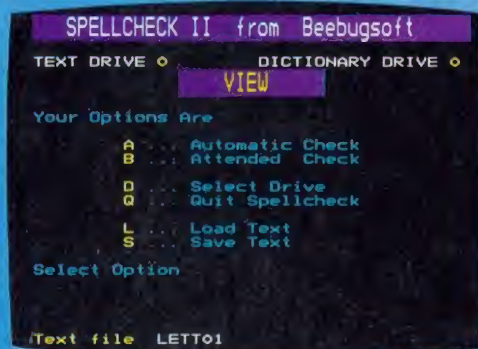 SPELLCHECK II from Beebugsoft
TEXT DRIVE 0 DICTIONARY DRIVE 0
VIEW
Your Options Are
A ... Automatic Check
B ... Attended Check
D ... Select Drive
Q ... Quit Spellcheck
L ... Load Text
S ... Save Text
Select Option
Text file LETT01